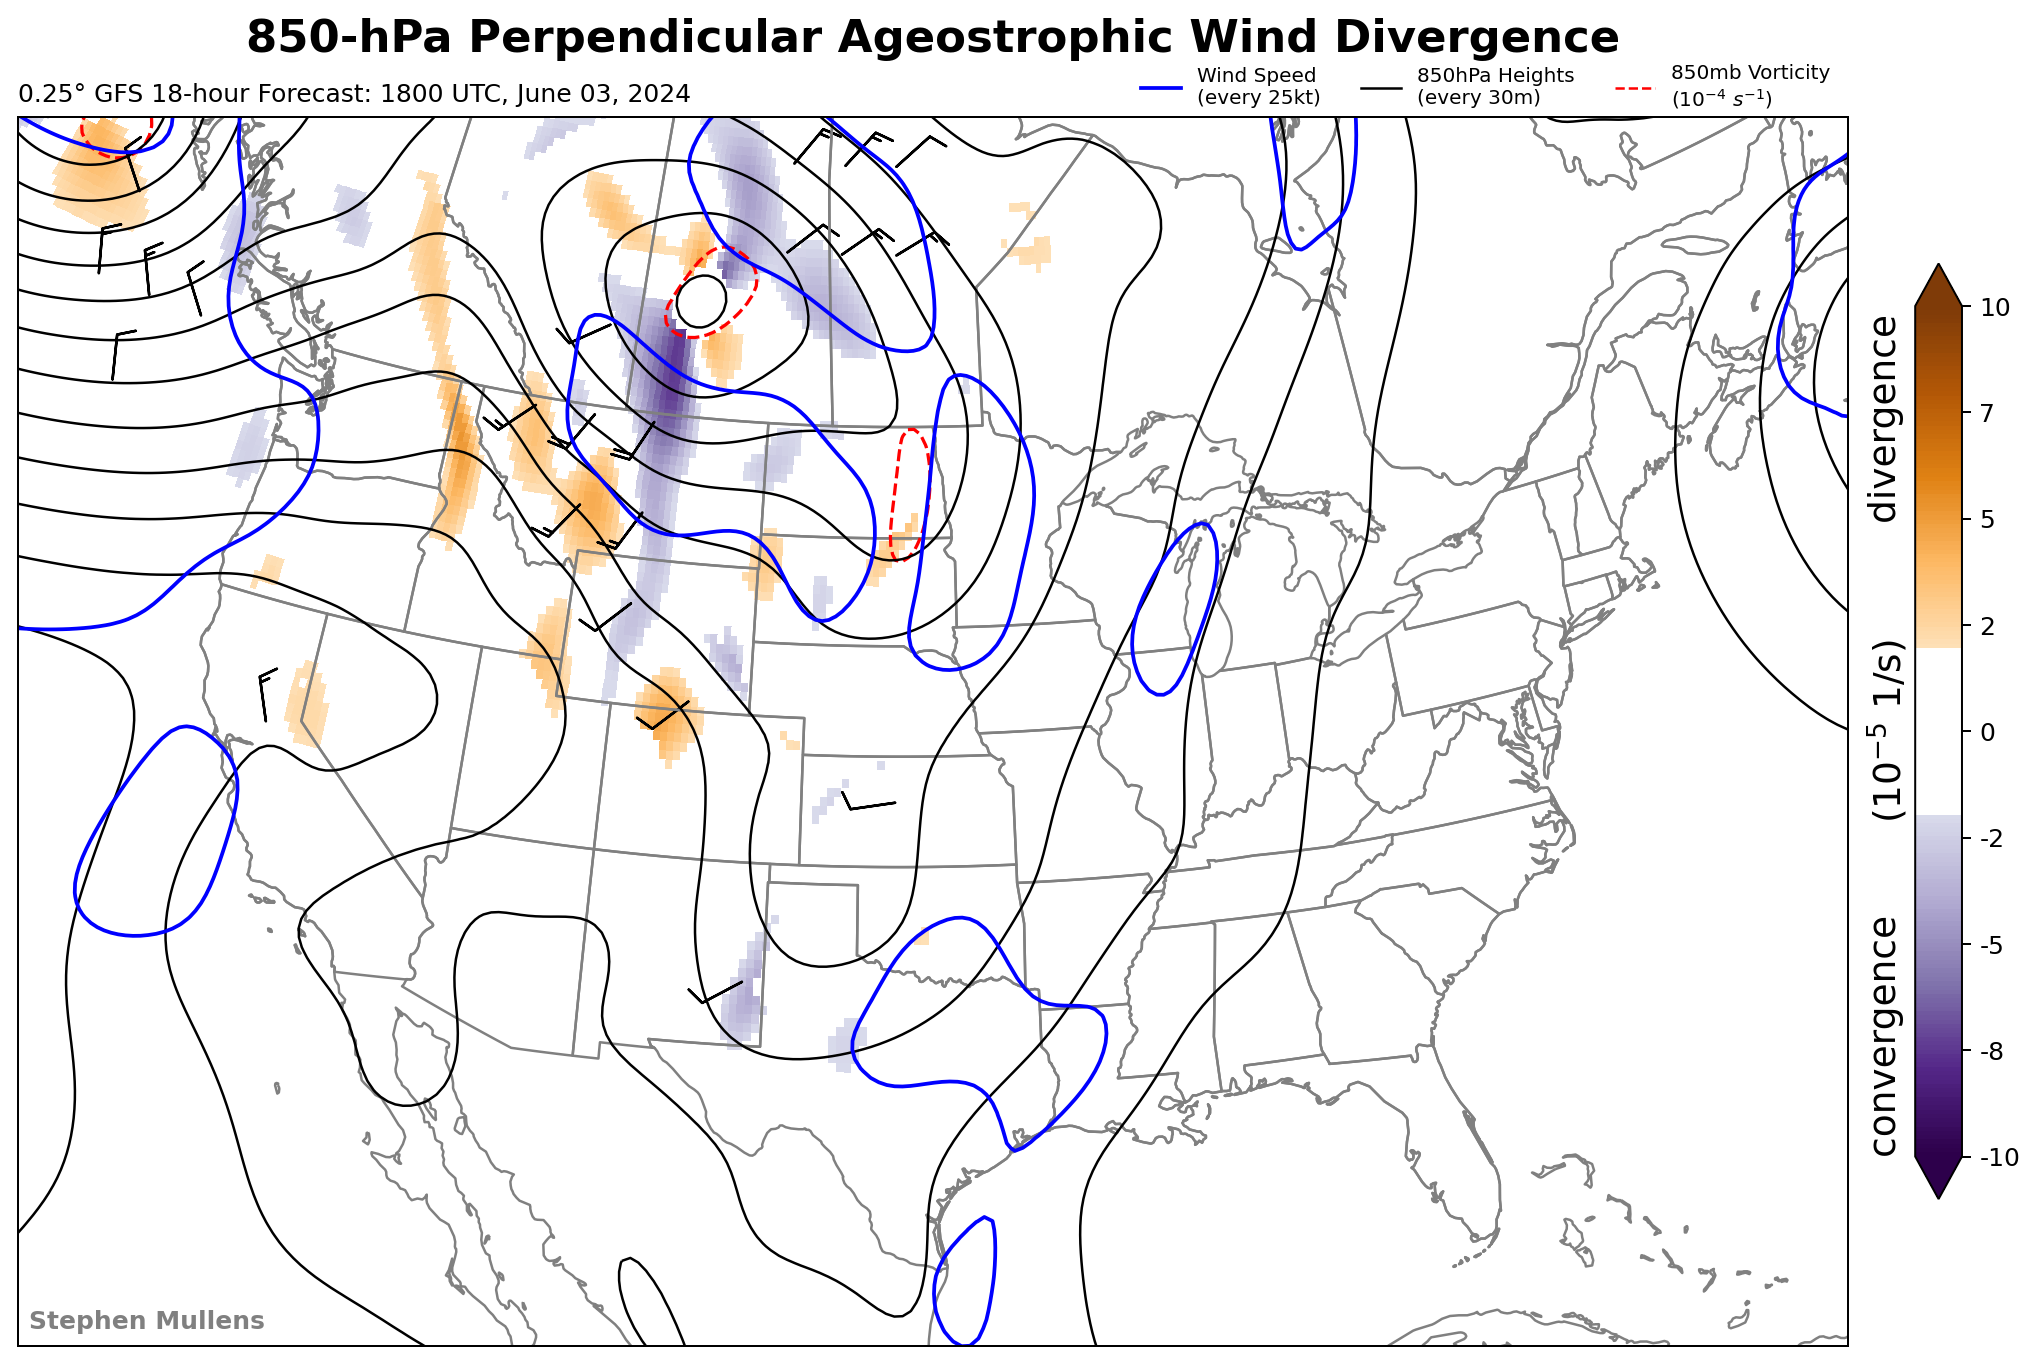 850-hPa Perpendicular Ageostrophic Wind Divergence
0.25° GFS 18-hour Forecast: 1800 UTC, June 03, 2024
Wind Speed
(every 25kt)
850hPa Heights
(every 30m)
850mb Vorticity
(10⁻⁴ s⁻¹)
10
7
5
2
0
-2
-5
-8
-10
convergence (10⁻⁵ 1/s) divergence
Stephen Mullens